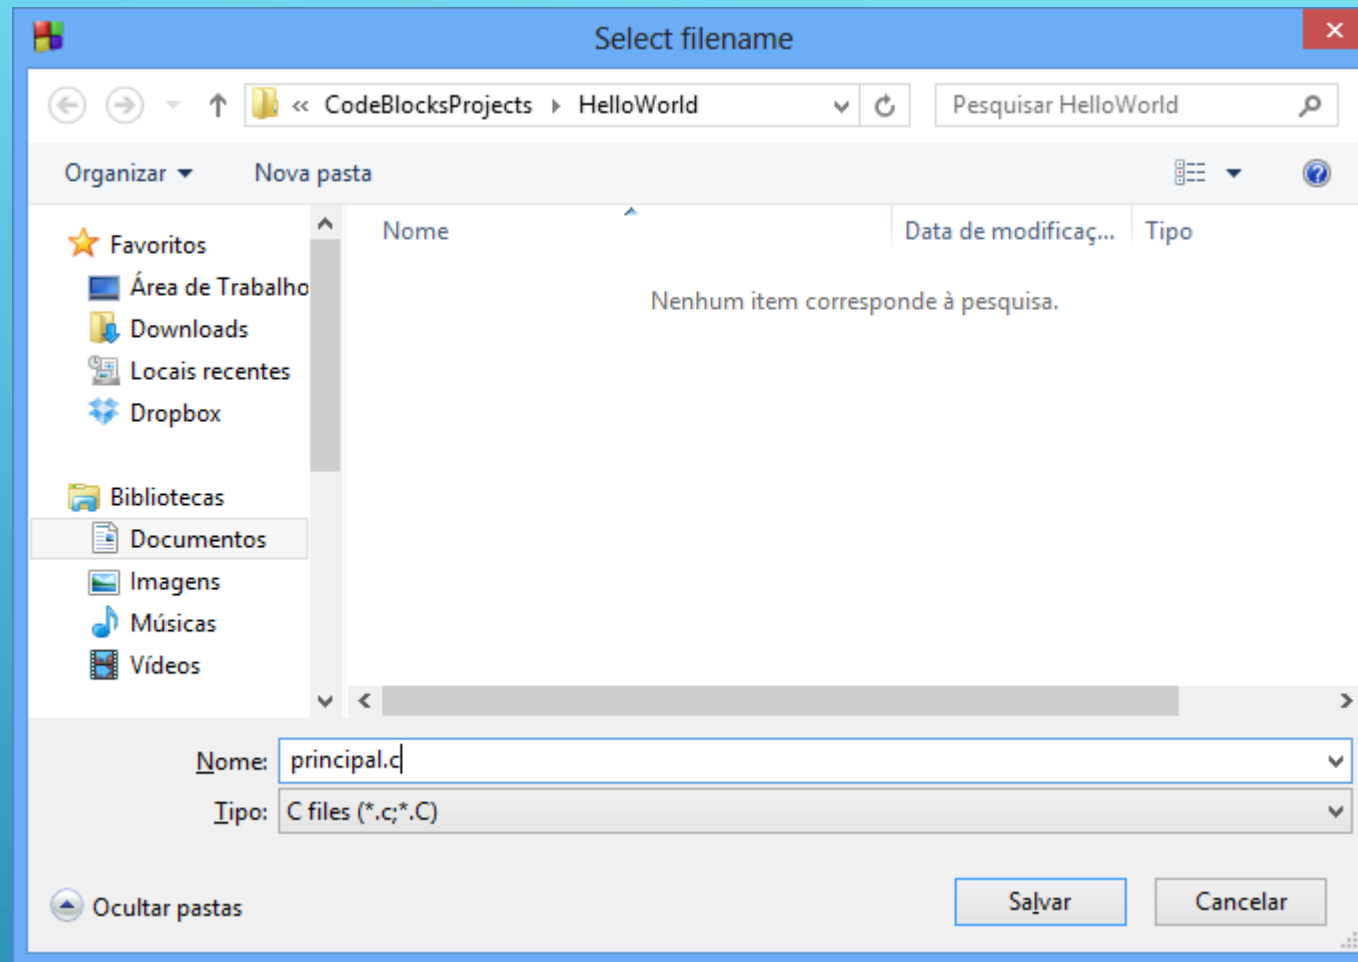 Select filename
« CodeBlocksProjects HelloWorld
Pesquisar HelloWorld
Organizar
Nova pasta
Favoritos
Área de Trabalho
Downloads
Locais recentes
Dropbox
Bibliotecas
Documentos
Imagens
Músicas
Vídeos
Nome Data de modificaç... Tipo
Nenhum item corresponde à pesquisa.
Nome: principal.c
Tipo: C files (*.c;*.C)
Ocultar pastas
Salvar
Cancelar